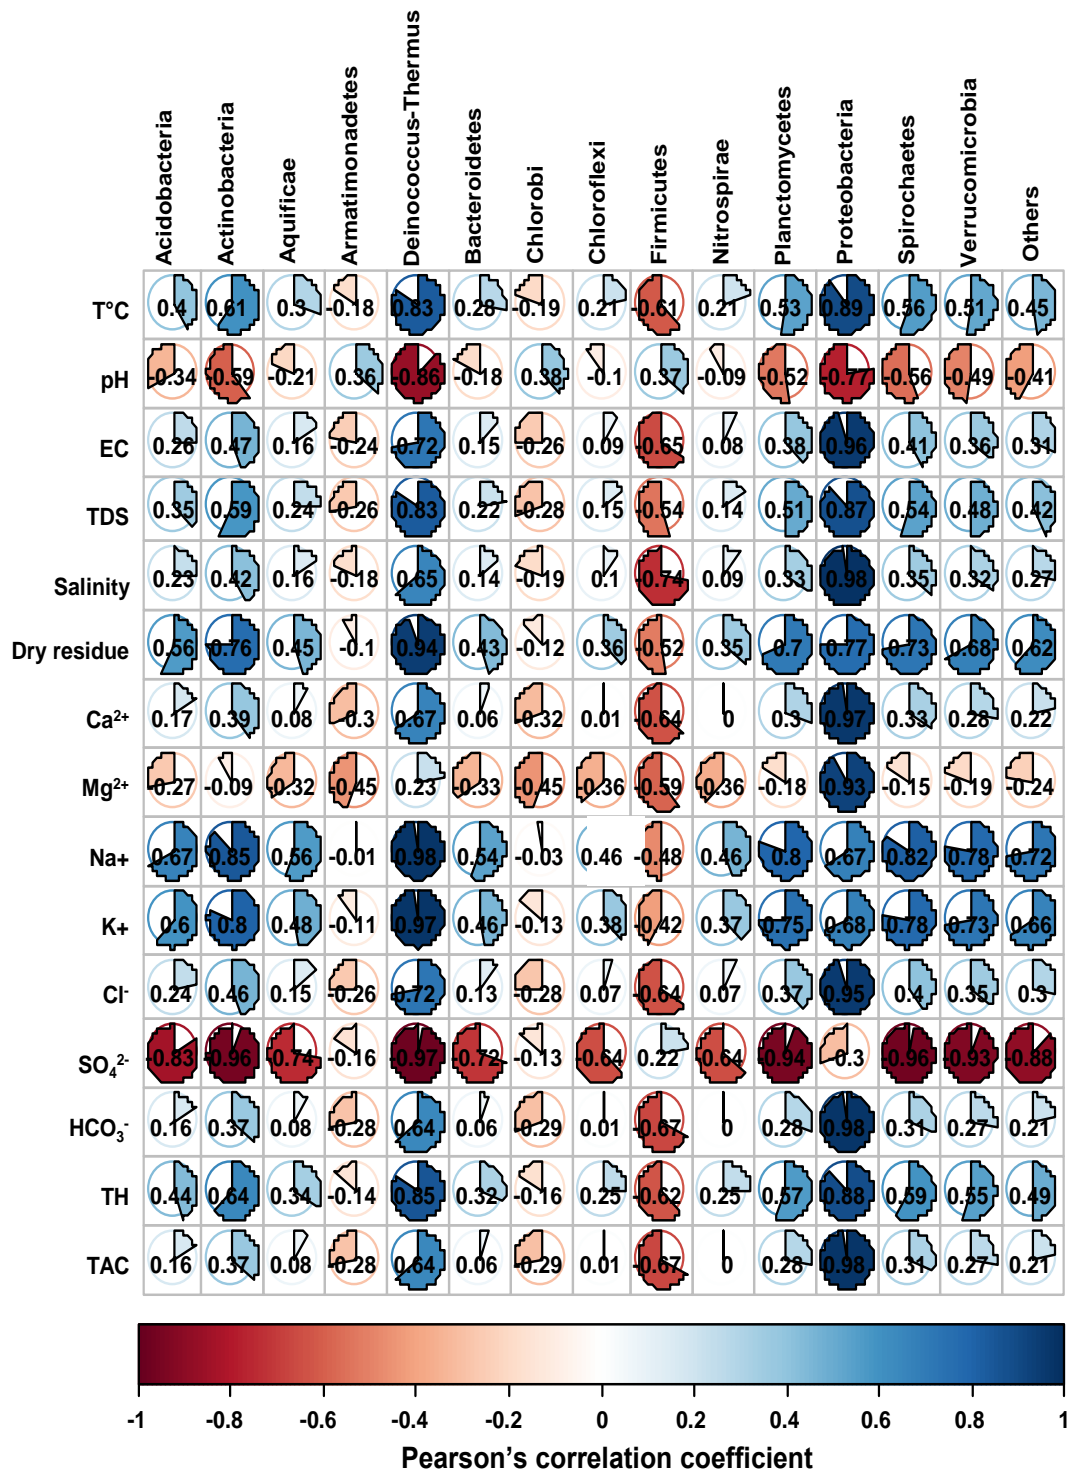 Acidobacteria Actinobacteria Aquificae Armatimonadetes Deinococcus-Thermus Bacteroidetes Chlorobi Chloroflexi Firmicutes Nitrospirae Planctomycetes Proteobacteria Spirochaetes Verrucomicrobia Others
T°C 0.4 0.61 0.3 -0.18 0.83 0.28 -0.19 0.21 -0.61 0.21 0.53 0.89 0.56 0.51 0.45
pH -0.34 -0.59 -0.21 0.36 -0.86 -0.18 0.38 -0.1 0.37 -0.09 -0.52 -0.77 -0.56 -0.49 -0.41
EC 0.26 0.47 0.16 -0.24 0.72 0.15 -0.26 0.09 -0.65 0.08 0.38 0.96 0.41 0.36 0.31
TDS 0.35 0.59 0.24 -0.26 0.83 0.22 -0.28 0.15 -0.54 0.14 0.51 0.87 0.54 0.48 0.42
Salinity 0.23 0.42 0.16 -0.18 0.65 0.14 -0.19 0.1 -0.74 0.09 0.33 0.98 0.35 0.32 0.27
Dry residue 0.56 0.76 0.45 -0.1 0.94 0.43 -0.12 0.36 -0.52 0.35 0.7 0.77 0.73 0.68 0.62
Ca²⁺ 0.17 0.39 0.08 -0.3 0.67 0.06 -0.32 0.01 -0.64 0 0.3 0.97 0.33 0.28 0.22
Mg²⁺ -0.27 -0.09 -0.32 -0.45 0.23 -0.33 -0.45 -0.36 -0.59 -0.36 -0.18 0.93 -0.15 -0.19 -0.24
Na+ 0.67 0.85 0.56 -0.01 0.98 0.54 -0.03 0.46 -0.48 0.46 0.8 0.67 0.82 0.78 0.72
K+ 0.6 0.8 0.48 -0.11 0.97 0.46 -0.13 0.38 -0.42 0.37 0.75 0.68 0.78 0.73 0.66
Cl⁻ 0.24 0.46 0.15 -0.26 0.72 0.13 -0.28 0.07 -0.64 0.07 0.37 0.95 0.4 0.35 0.3
SO₄²⁻ -0.83 -0.96 -0.74 -0.16 -0.97 -0.72 -0.13 -0.64 0.22 -0.64 -0.94 -0.3 -0.96 -0.93 -0.88
HCO₃⁻ 0.16 0.37 0.08 -0.28 0.64 0.06 -0.29 0.01 -0.67 0 0.28 0.98 0.31 0.27 0.21
TH 0.44 0.64 0.34 -0.14 0.85 0.32 -0.16 0.25 -0.62 0.25 0.57 0.88 0.59 0.55 0.49
TAC 0.16 0.37 0.08 -0.28 0.64 0.06 -0.29 0.01 -0.67 0 0.28 0.98 0.31 0.27 0.21
-1 -0.8 -0.6 -0.4 -0.2 0 0.2 0.4 0.6 0.8 1
Pearson's correlation coefficient